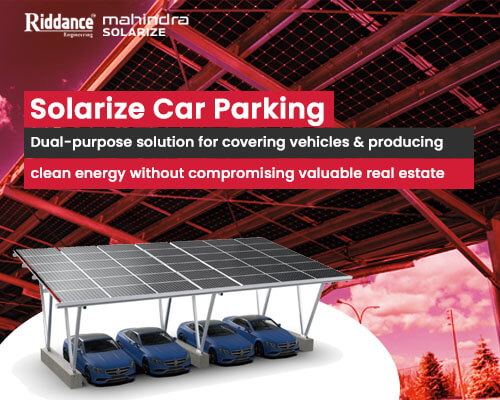 Riddance®
Engineering
mahindra
SOLARIZE
Solarize Car Parking
Dual-purpose solution for covering vehicles & producing
clean energy without compromising valuable real estate